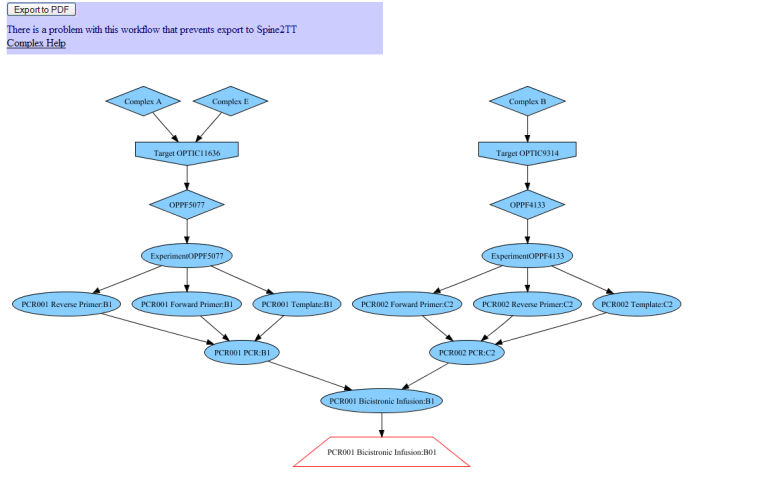 Export to PDF
There is a problem with this workflow that prevents export to Spine2TT
Complex Help
Complex A
Complex E
Complex B
Target OPTIC11636
Target OPTIC9314
OPPF5077
OPPF4133
ExperimentOPPF5077
ExperimentOPPF4133
PCR001 Reverse Primer:B1
PCR001 Forward Primer:B1
PCR001 Template:B1
PCR002 Forward Primer:C2
PCR002 Reverse Primer:C2
PCR002 Template:C2
PCR001 PCR:B1
PCR002 PCR:C2
PCR001 Bicistronic Infusion:B1
PCR001 Bicistronic Infusion:B01